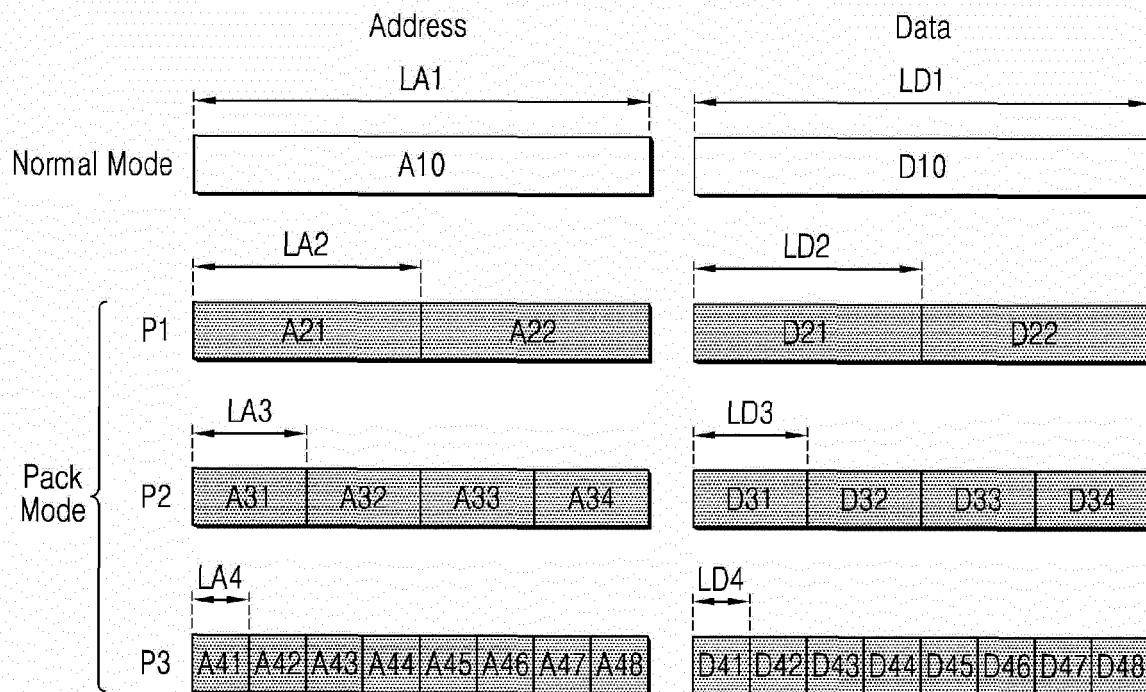 Address Data
LA1 LD1
Normal Mode A10 D10
LA2 LD2
P1 A21 A22 D21 D22
LA3 LD3
Pack Mode
P2 A31 A32 A33 A34 D31 D32 D33 D34
LA4 LD4
P3 A41 A42 A43 A44 A45 A46 A47 A48 D41 D42 D43 D44 D45 D46 D47 D48